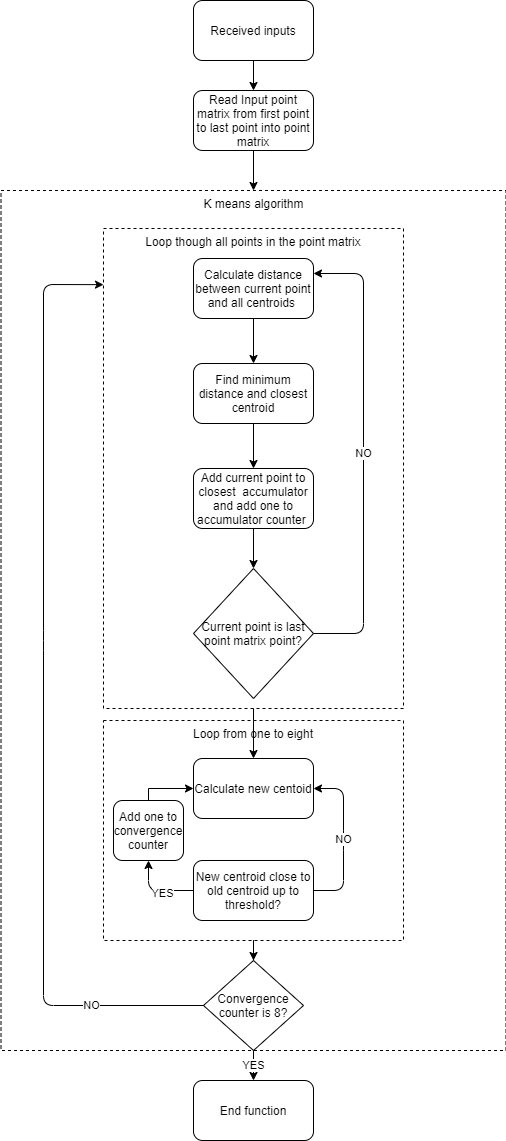 Received inputs
Read Input point
matrix from first point
to last point into point
matrix
K means algorithm
Loop though all points in the point matrix
Calculate distance
between current point
and all centroids
Find minimum
distance and closest
centroid
NO
Add current point to
closest accumulator
and add one to
accumulator counter
Current point is last
point matrix point?
Loop from one to eight
Calculate new centoid
Add one to
convergence
counter
NO
New centroid close to
old centroid up to
threshold?
YES
Convergence
counter is 8?
NO
YES
End function